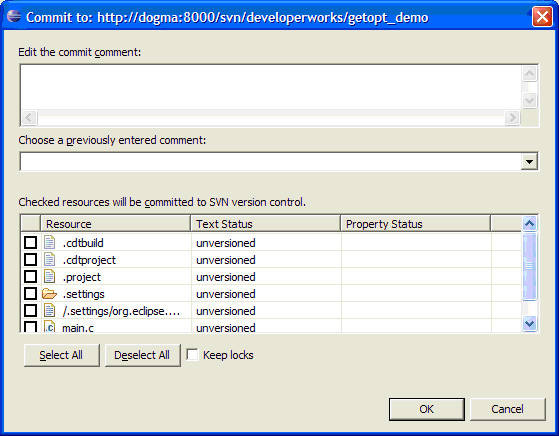 Commit to: http://dogma:8000/svn/developerworks/getopt_demo
Edit the commit comment:
Choose a previously entered comment:
Checked resources will be committed to SVN version control.
Resource Text Status Property Status
.cdtbuild unversioned
.cdtproject unversioned
.project unversioned
.settings unversioned
/.settings/org.eclipse.... unversioned
main.c unversioned
Select All Deselect All Keep locks
OK Cancel